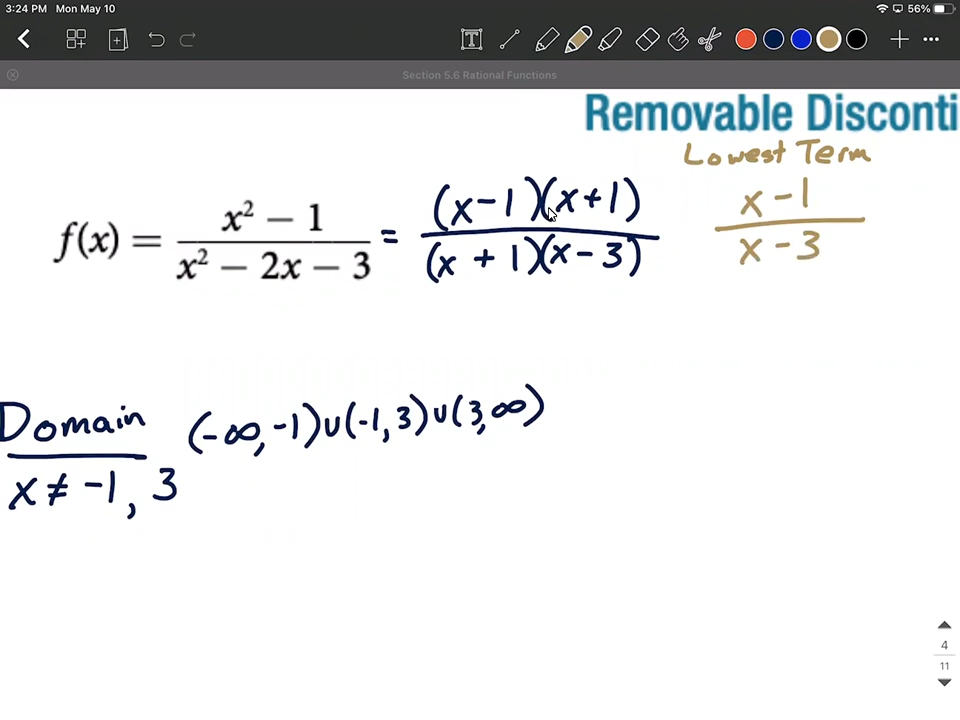 3:24 PM Mon May 10 56%
Section 5.6 Rational Functions
Removable Disconti
Lowest Term
f(x) = (x² − 1)/(x² − 2x − 3) = ((x−1)(x+1))/((x+1)(x−3)) (x−1)/(x−3)
Domain (-∞,-1)∪(-1,3)∪(3,∞)
x ≠ -1, 3
4
11